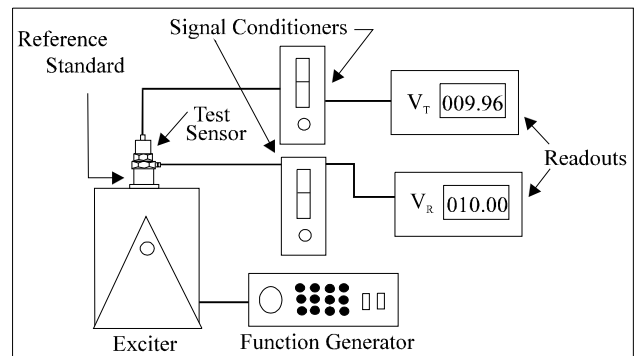 Signal Conditioners
Reference
Standard
Test
Sensor
V_T 009.96
Readouts
V_R 010.00
Exciter
Function Generator